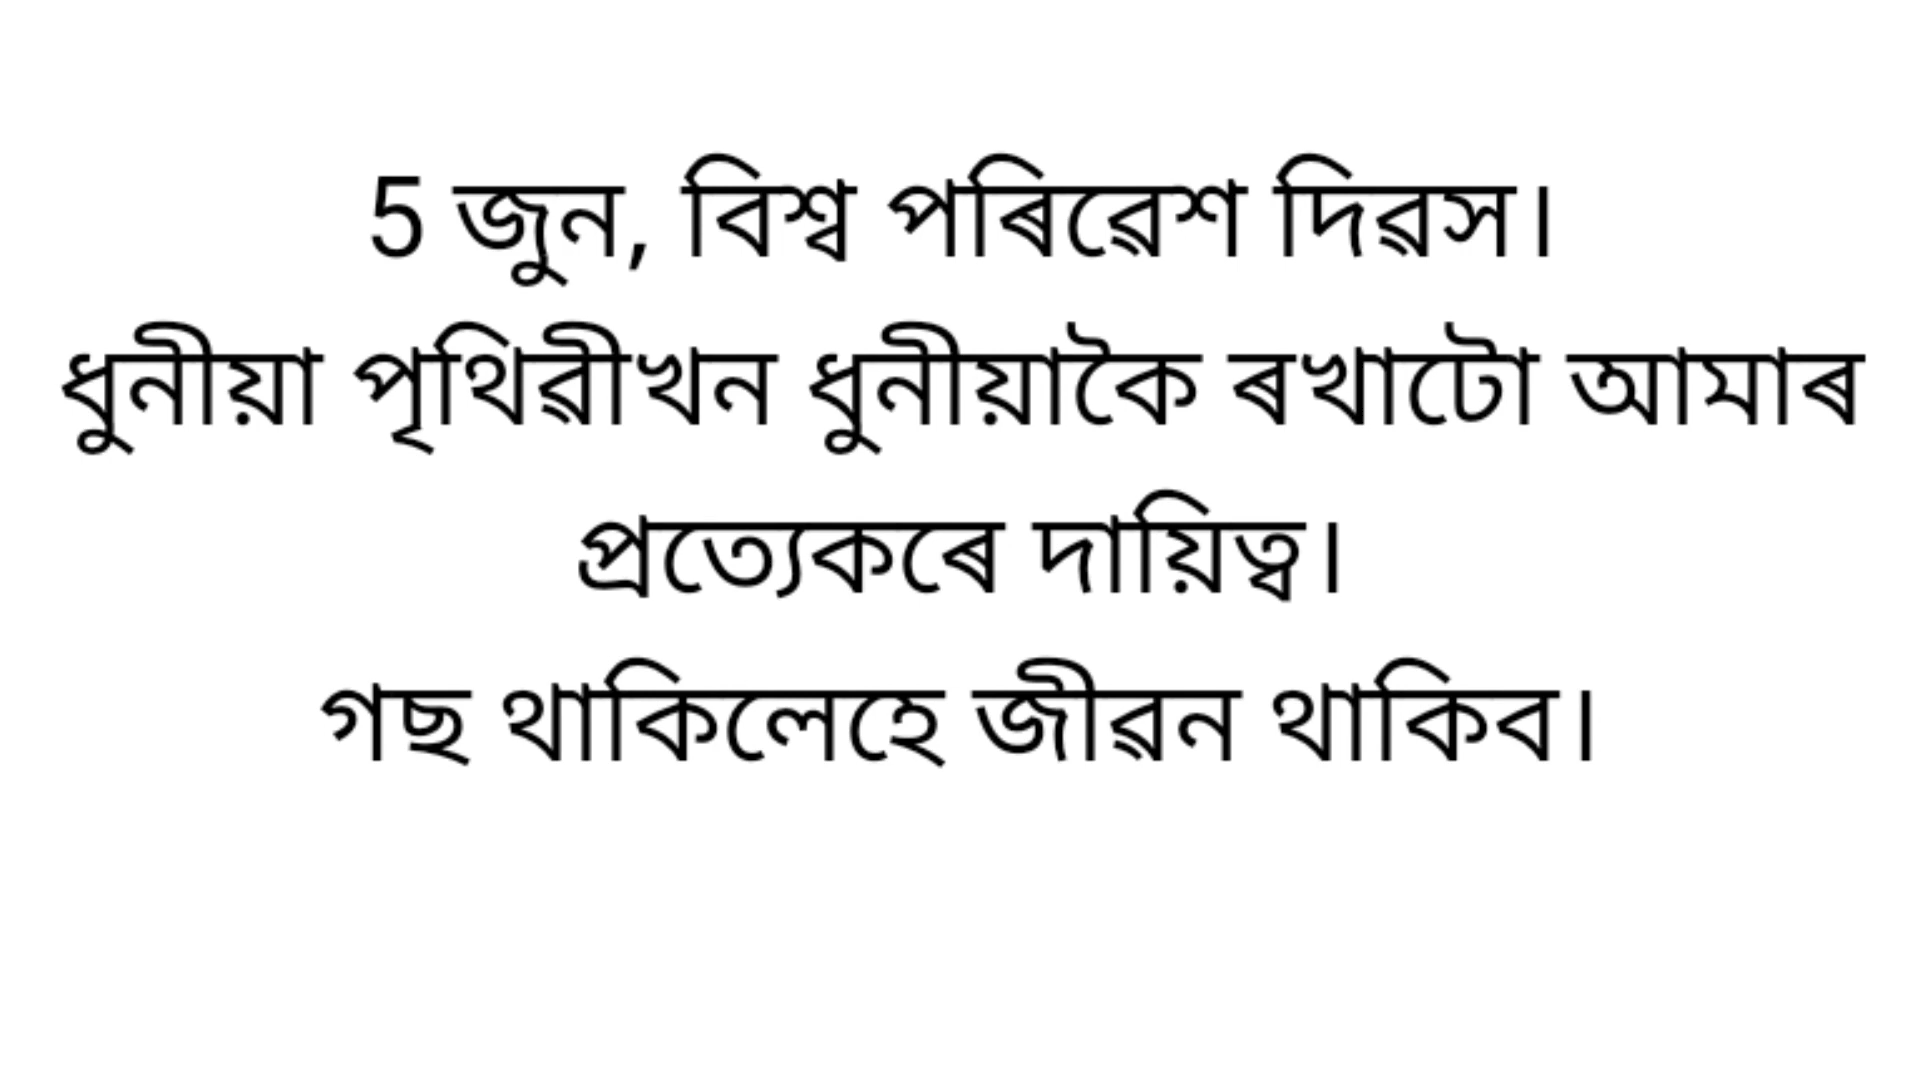 5 জুন, বিশ্ব পৰিৱেশ দিৱস।
ধুনীয়া পৃথিৱীখন ধুনীয়াকৈ ৰখাটো আমাৰ
প্ৰত্যেকৰে দায়িত্ব।
গছ থাকিলেহে জীৱন থাকিব।